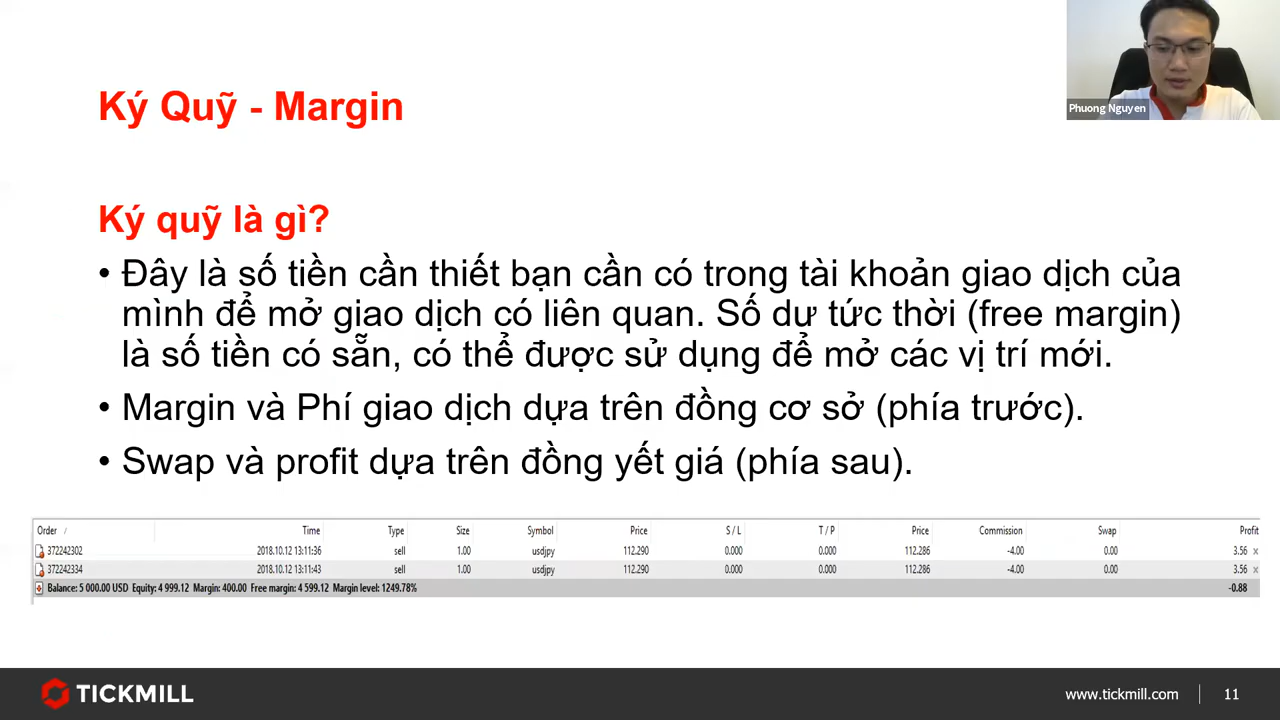 Phuong Nguyen
Ký Quỹ - Margin
Ký quỹ là gì?
• Đây là số tiền cần thiết bạn cần có trong tài khoản giao dịch của
mình để mở giao dịch có liên quan. Số dư tức thời (free margin)
là số tiền có sẵn, có thể được sử dụng để mở các vị trí mới.
• Margin và Phí giao dịch dựa trên đồng cơ sở (phía trước).
• Swap và profit dựa trên đồng yết giá (phía sau).
Order / Time Type Size Symbol Price S / L T / P Price Commission Swap Profit
372242302 2018.10.12 13:11:36 sell 1.00 usdjpy 112.290 0.000 0.000 112.286 -4.00 0.00 3.56 x
372242334 2018.10.12 13:11:43 sell 1.00 usdjpy 112.290 0.000 0.000 112.286 -4.00 0.00 3.56 x
Balance: 5 000.00 USD Equity: 4 999.12 Margin: 400.00 Free margin: 4 599.12 Margin level: 1249.78% -0.88
TICKMILL
www.tickmill.com 11